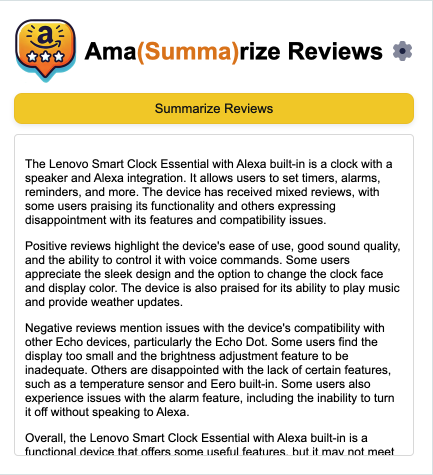 Ama(Summa)rize Reviews
Summarize Reviews
The Lenovo Smart Clock Essential with Alexa built-in is a clock with a
speaker and Alexa integration. It allows users to set timers, alarms,
reminders, and more. The device has received mixed reviews, with
some users praising its functionality and others expressing
disappointment with its features and compatibility issues.
Positive reviews highlight the device's ease of use, good sound quality,
and the ability to control it with voice commands. Some users
appreciate the sleek design and the option to change the clock face
and display color. The device is also praised for its ability to play music
and provide weather updates.
Negative reviews mention issues with the device's compatibility with
other Echo devices, particularly the Echo Dot. Some users find the
display too small and the brightness adjustment feature to be
inadequate. Others are disappointed with the lack of certain features,
such as a temperature sensor and Eero built-in. Some users also
experience issues with the alarm feature, including the inability to turn
it off without speaking to Alexa.
Overall, the Lenovo Smart Clock Essential with Alexa built-in is a
functional device that offers some useful features, but it may not meet